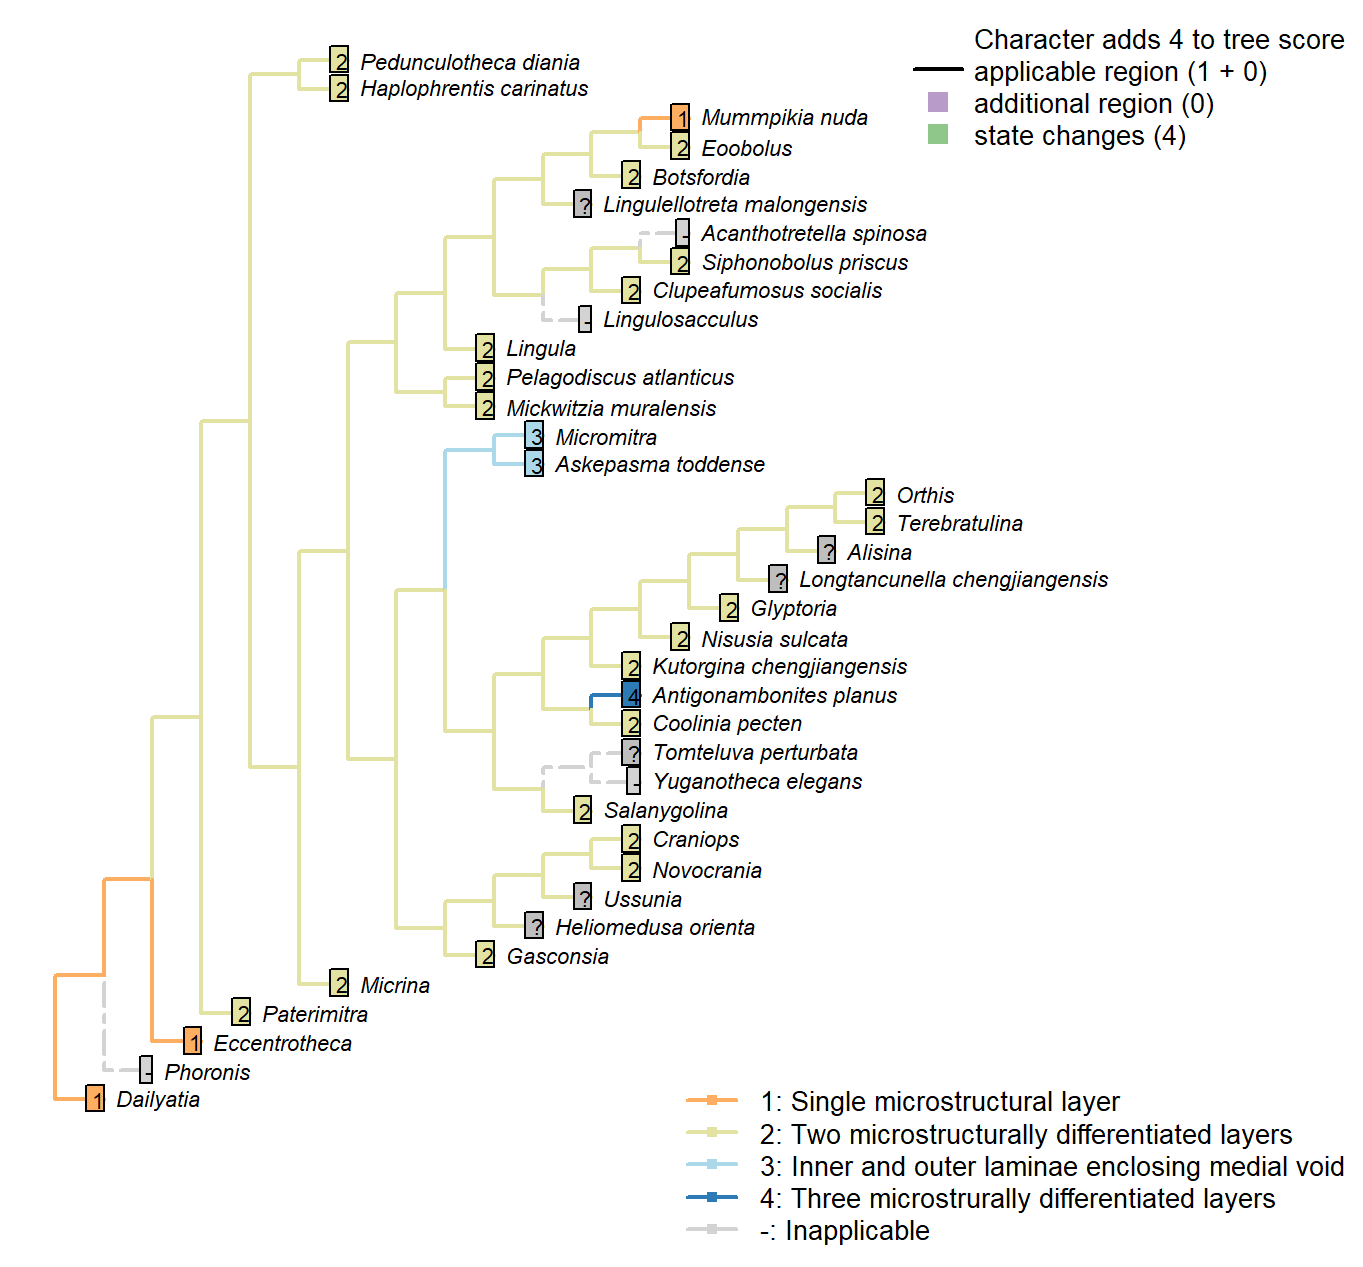 Character adds 4 to tree score
applicable region (1 + 0)
additional region (0)
state changes (4)
2 Pedunculotheca diania
2 Haplophrentis carinatus
1 Mummpikia nuda
2 Eoobolus
2 Botsfordia
? Lingulellotreta malongensis
- Acanthotretella spinosa
2 Siphonobolus priscus
2 Clupeafumosus socialis
- Lingulosacculus
2 Lingula
2 Pelagodiscus atlanticus
2 Mickwitzia muralensis
3 Micromitra
3 Askepasma toddense
2 Orthis
2 Terebratulina
? Alisina
? Longtancunella chengjiangensis
2 Glyptoria
2 Nisusia sulcata
2 Kutorgina chengjiangensis
4 Antigonambonites planus
2 Coolinia pecten
? Tomteluva perturbata
- Yuganotheca elegans
2 Salanygolina
2 Craniops
2 Novocrania
? Ussunia
? Heliomedusa orienta
2 Gasconsia
2 Micrina
2 Paterimitra
1 Eccentrotheca
- Phoronis
1 Dailyatia
1: Single microstructural layer
2: Two microstructurally differentiated layers
3: Inner and outer laminae enclosing medial void
4: Three microstrurally differentiated layers
-: Inapplicable